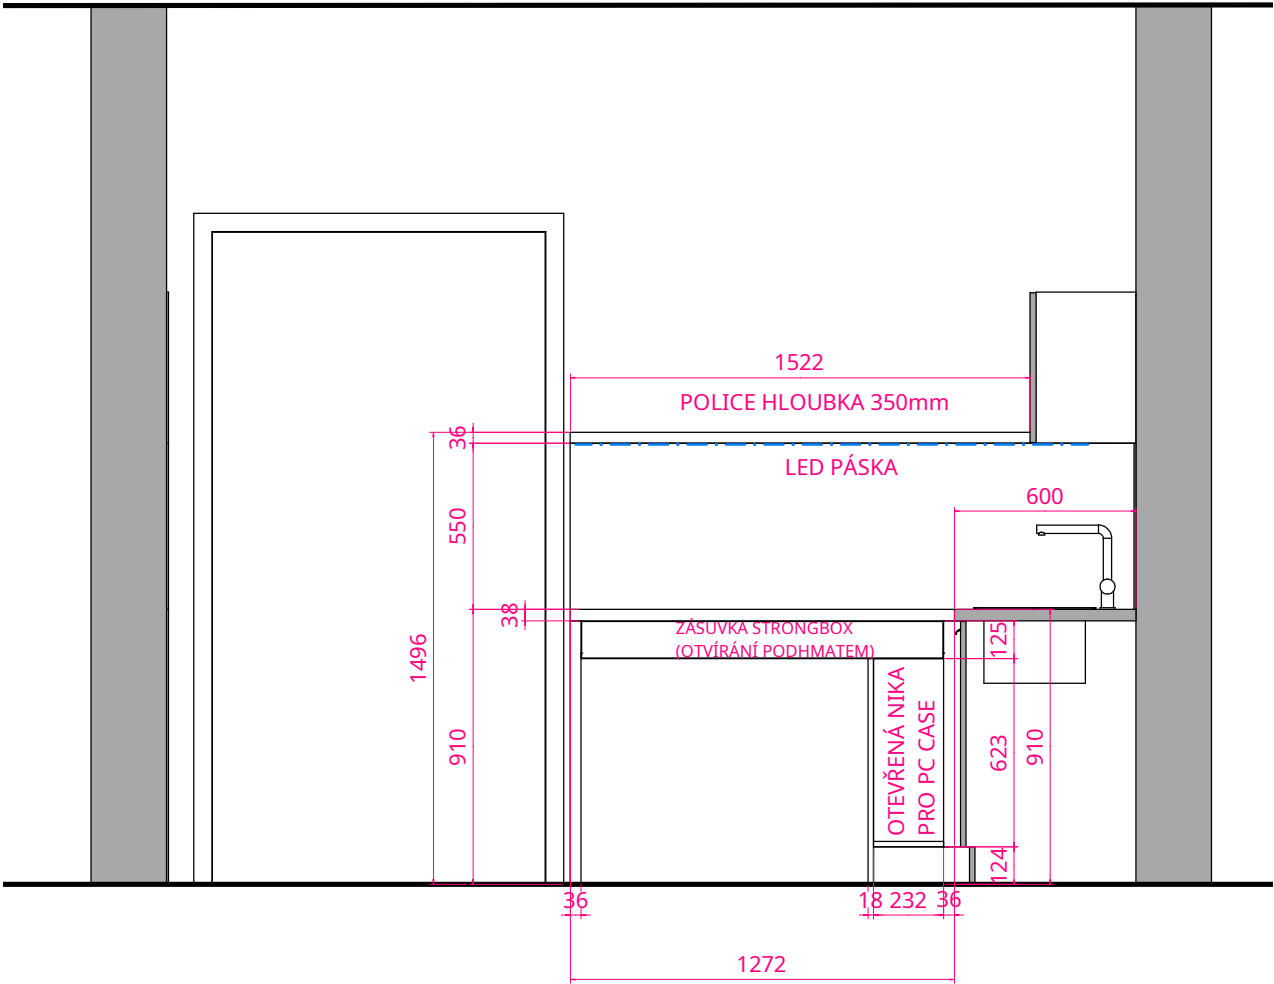 1522
POLICE HLOUBKA 350mm
36
LED PÁSKA
600
550
38
ZÁSUVKA STRONGBOX
(OTVÍRÁNÍ PODHMATEM)
125
1496
910
OTEVŘENÁ NIKA
PRO PC CASE
623
910
124
36
18
232
36
1272